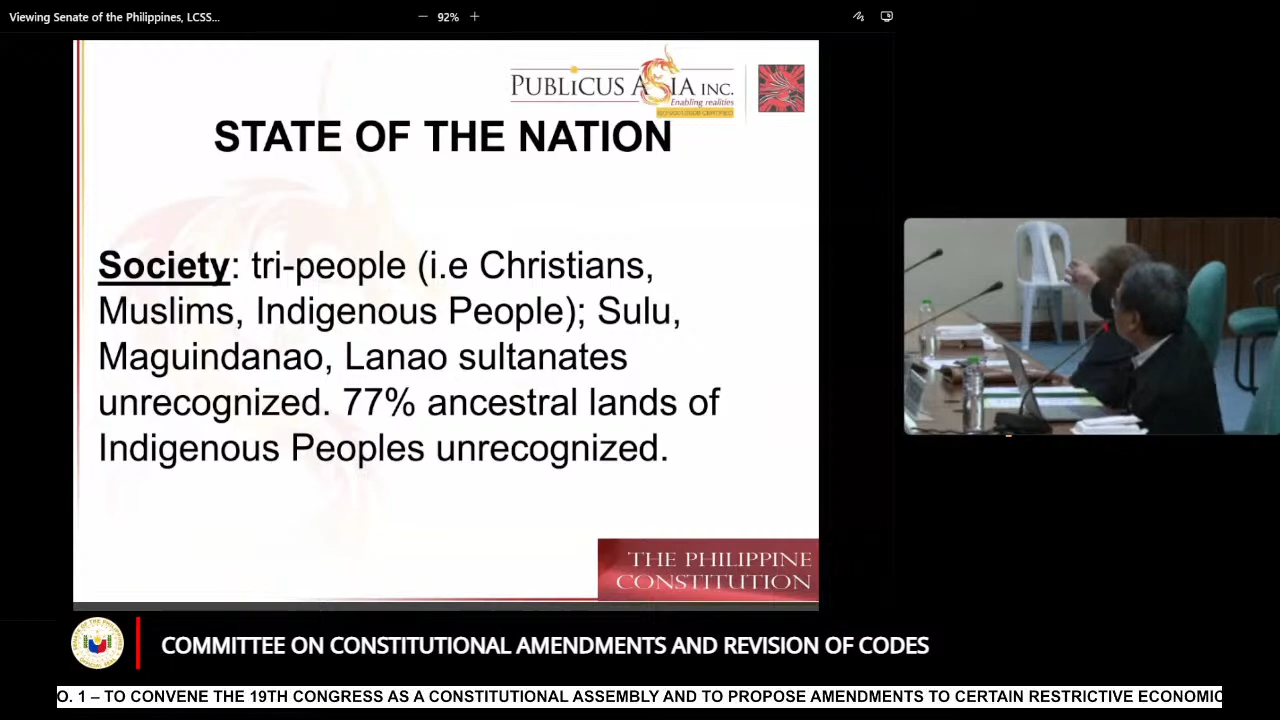 Viewing Senate of the Philippines, LCSS...
92%
PUBLICUS ASIA INC.
Enabling realities
STATE OF THE NATION
Society: tri-people (i.e Christians,
Muslims, Indigenous People); Sulu,
Maguindanao, Lanao sultanates
unrecognized. 77% ancestral lands of
Indigenous Peoples unrecognized.
THE PHILIPPINE
CONSTITUTION
COMMITTEE ON CONSTITUTIONAL AMENDMENTS AND REVISION OF CODES
O. 1 – TO CONVENE THE 19TH CONGRESS AS A CONSTITUTIONAL ASSEMBLY AND TO PROPOSE AMENDMENTS TO CERTAIN RESTRICTIVE ECONOMIC